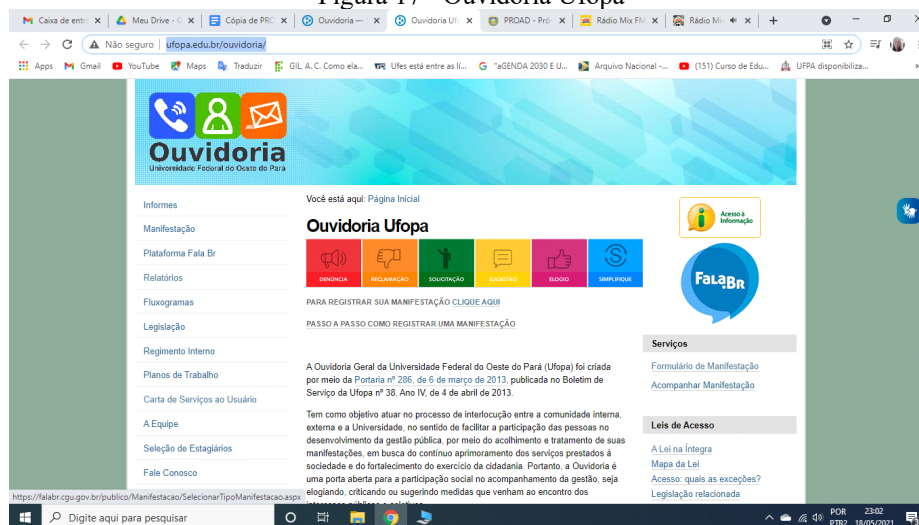 Figura 17 - Ouvidoria Ufopa
Caixa de entr
Meu Drive - G
Cópia de PRO
Ouvidoria —
Ouvidoria Uf
PROAD - Pró-
Rádio Mix FM
Rádio Mi
Não seguro
ufopa.edu.br/ouvidoria/
Apps
Gmail
YouTube
Maps
Traduzir
GIL, A. C. Como ela...
Ufes está entre as lí...
"aGENDA 2030 E U...
Arquivo Nacional -...
(151) Curso de Edu...
UFPA disponibiliza...
Ouvidoria
Universidade Federal do Oeste do Pará
Informes
Manifestação
Plataforma Fala.Br
Relatórios
Fluxogramas
Legislação
Regimento Interno
Planos de Trabalho
Carta de Serviços ao Usuário
A Equipe
Seleção de Estagiários
Fale Conosco
Você está aqui: Página Inicial
Ouvidoria Ufopa
DENÚNCIA
RECLAMAÇÃO
SOLICITAÇÃO
SUGESTÃO
ELOGIO
SIMPLIFIQUE
PARA REGISTRAR SUA MANIFESTAÇÃO CLIQUE AQUI
PASSO A PASSO COMO REGISTRAR UMA MANIFESTAÇÃO
A Ouvidoria Geral da Universidade Federal do Oeste do Pará (Ufopa) foi criada
por meio da Portaria nº 286, de 6 de março de 2013, publicada no Boletim de
Serviço da Ufopa nº 38, Ano IV, de 4 de abril de 2013.
Tem como objetivo atuar no processo de interlocução entre a comunidade interna,
externa e a Universidade, no sentido de facilitar a participação das pessoas no
desenvolvimento da gestão pública, por meio do acolhimento e tratamento de suas
manifestações, em busca do contínuo aprimoramento dos serviços prestados à
sociedade e do fortalecimento do exercício da cidadania. Portanto, a Ouvidoria é
uma porta aberta para a participação social no acompanhamento da gestão, seja
elogiando, criticando ou sugerindo medidas que venham ao encontro dos
Acesso à
Informação
FALA.BR
Serviços
Formulário de Manifestação
Acompanhar Manifestação
Leis de Acesso
A Lei na Íntegra
Mapa da Lei
Acesso: quais as exceções?
Legislação relacionada
https://falabr.cgu.gov.br/publico/Manifestacao/SelecionarTipoManifestacao.aspx
Digite aqui para pesquisar
POR
PTB2
23:02
18/05/2021